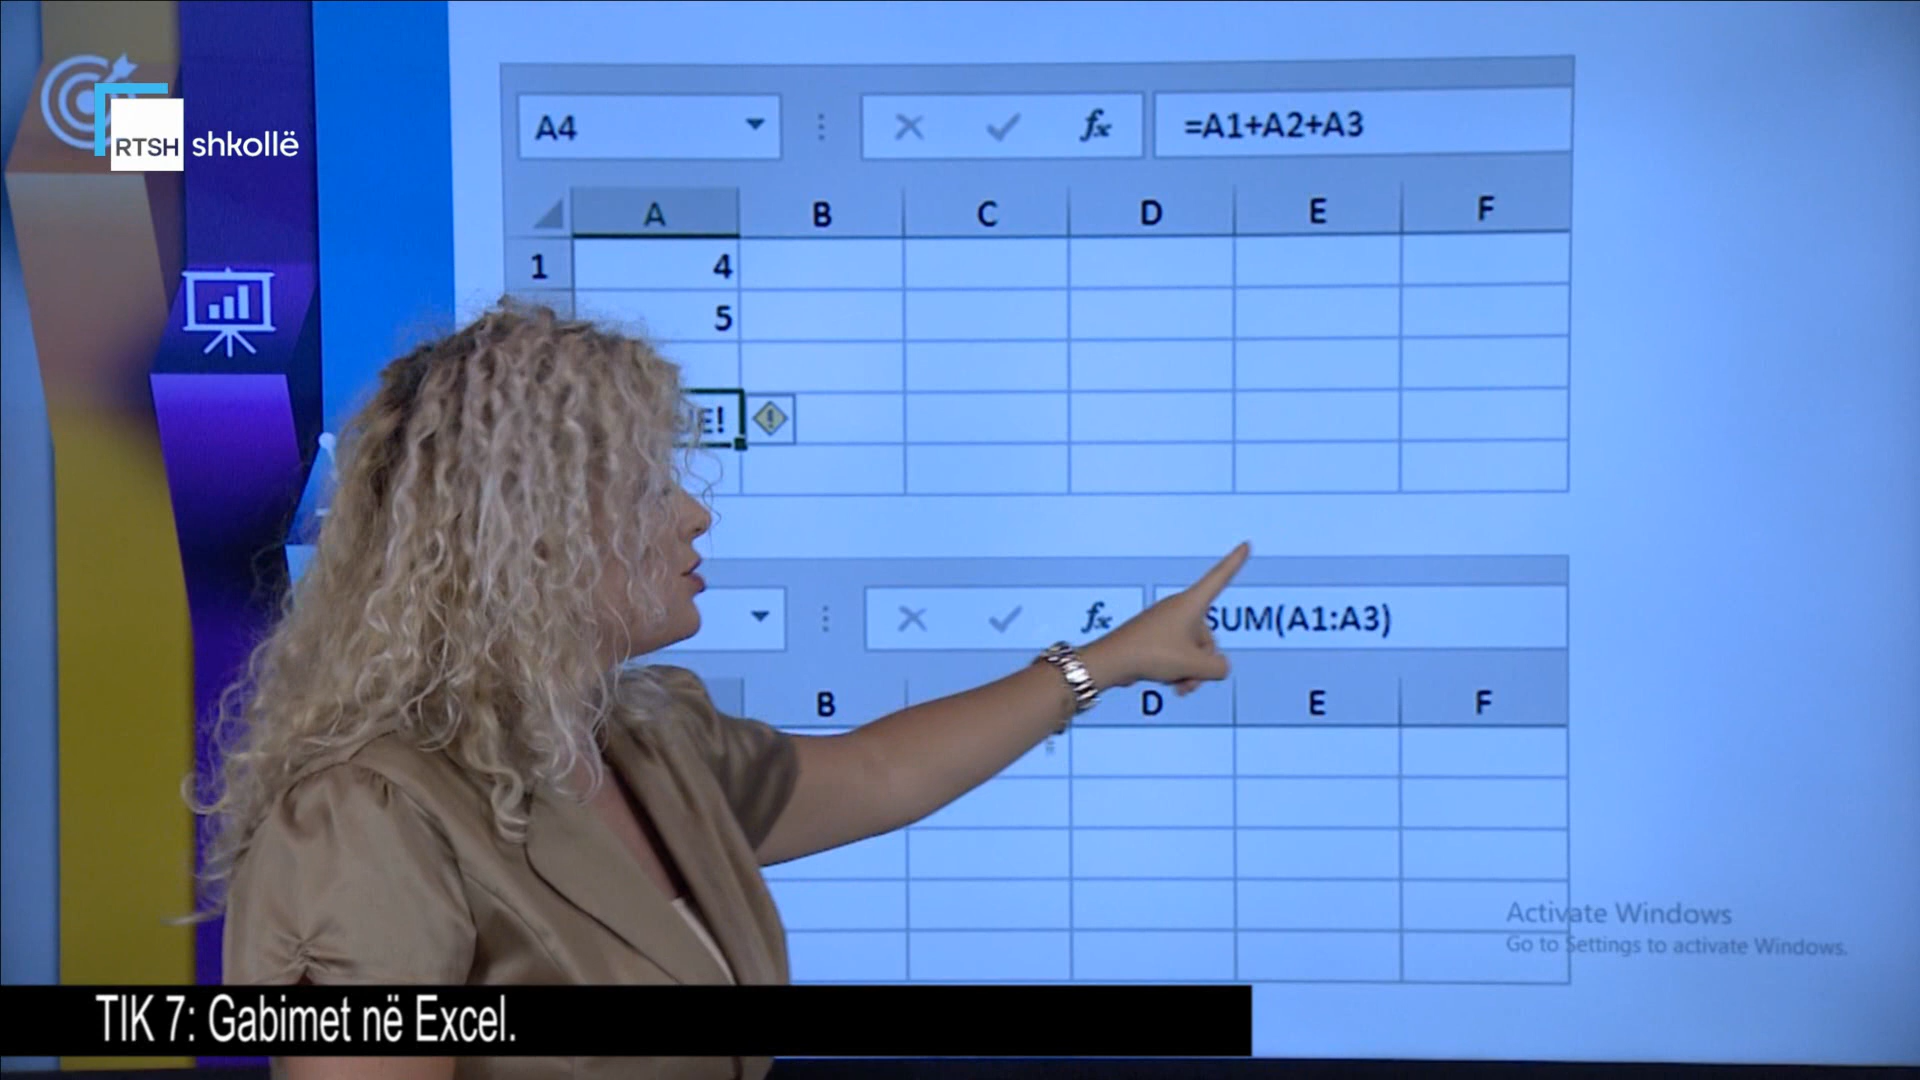 RTSH shkollë
A4 fx =A1+A2+A3
A B C D E F
1 4
5
E!
fx SUM(A1:A3)
B D E F
Activate Windows
Go to Settings to activate Windows.
TIK 7: Gabimet në Excel.